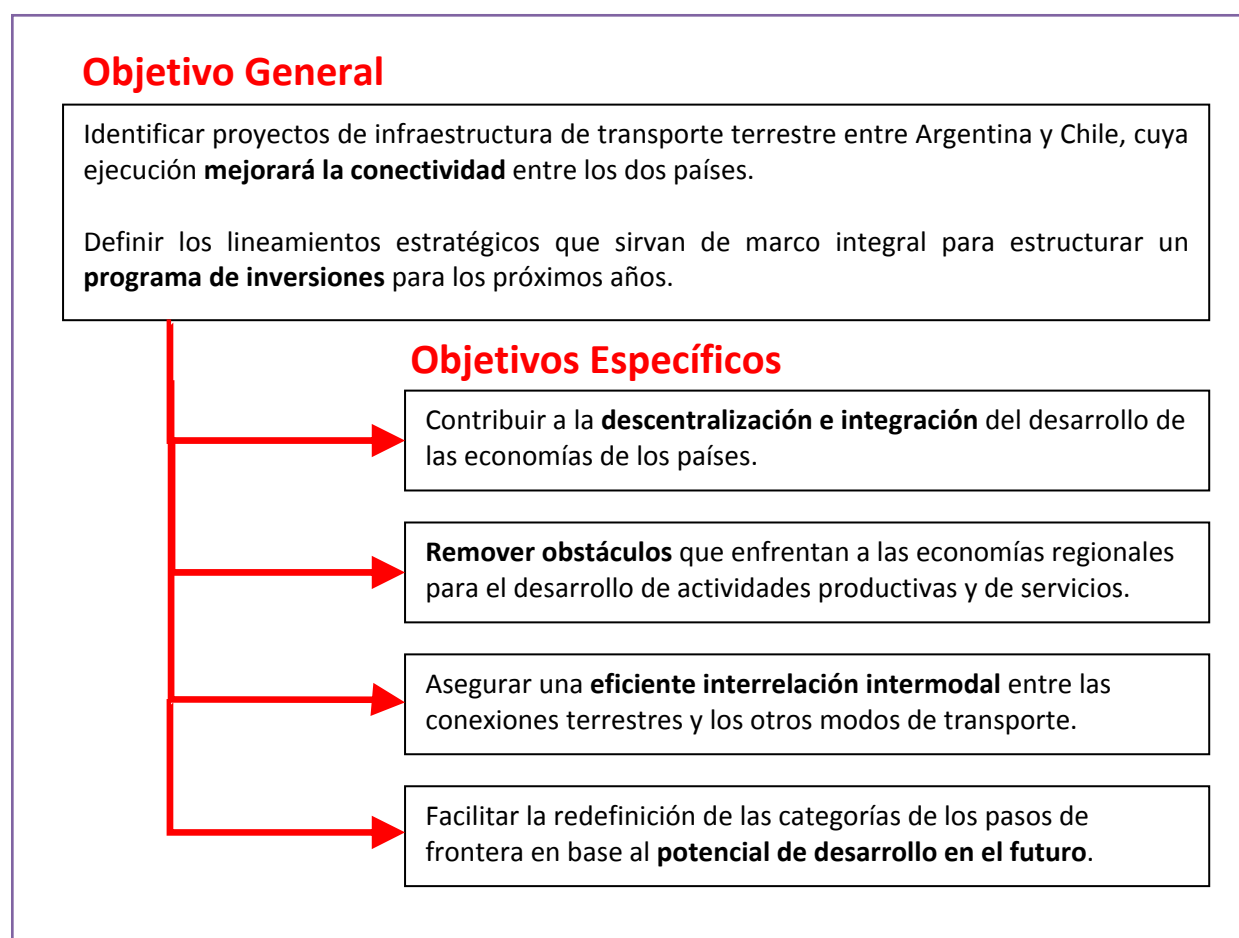 Objetivo General
Identificar proyectos de infraestructura de transporte terrestre entre Argentina y Chile, cuya
ejecución mejorará la conectividad entre los dos países.
Definir los lineamientos estratégicos que sirvan de marco integral para estructurar un
programa de inversiones para los próximos años.
Objetivos Específicos
Contribuir a la descentralización e integración del desarrollo de
las economías de los países.
Remover obstáculos que enfrentan a las economías regionales
para el desarrollo de actividades productivas y de servicios.
Asegurar una eficiente interrelación intermodal entre las
conexiones terrestres y los otros modos de transporte.
Facilitar la redefinición de las categorías de los pasos de
frontera en base al potencial de desarrollo en el futuro.